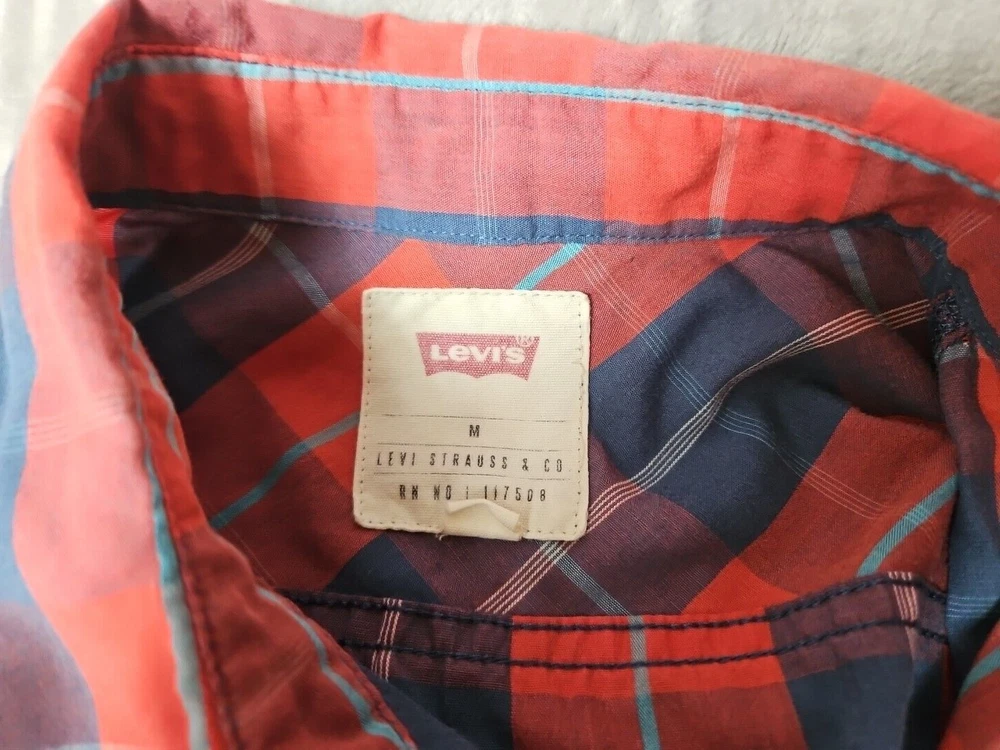 LEVI'S
M
LEVI STRAUSS & CO
RN NO : 117508